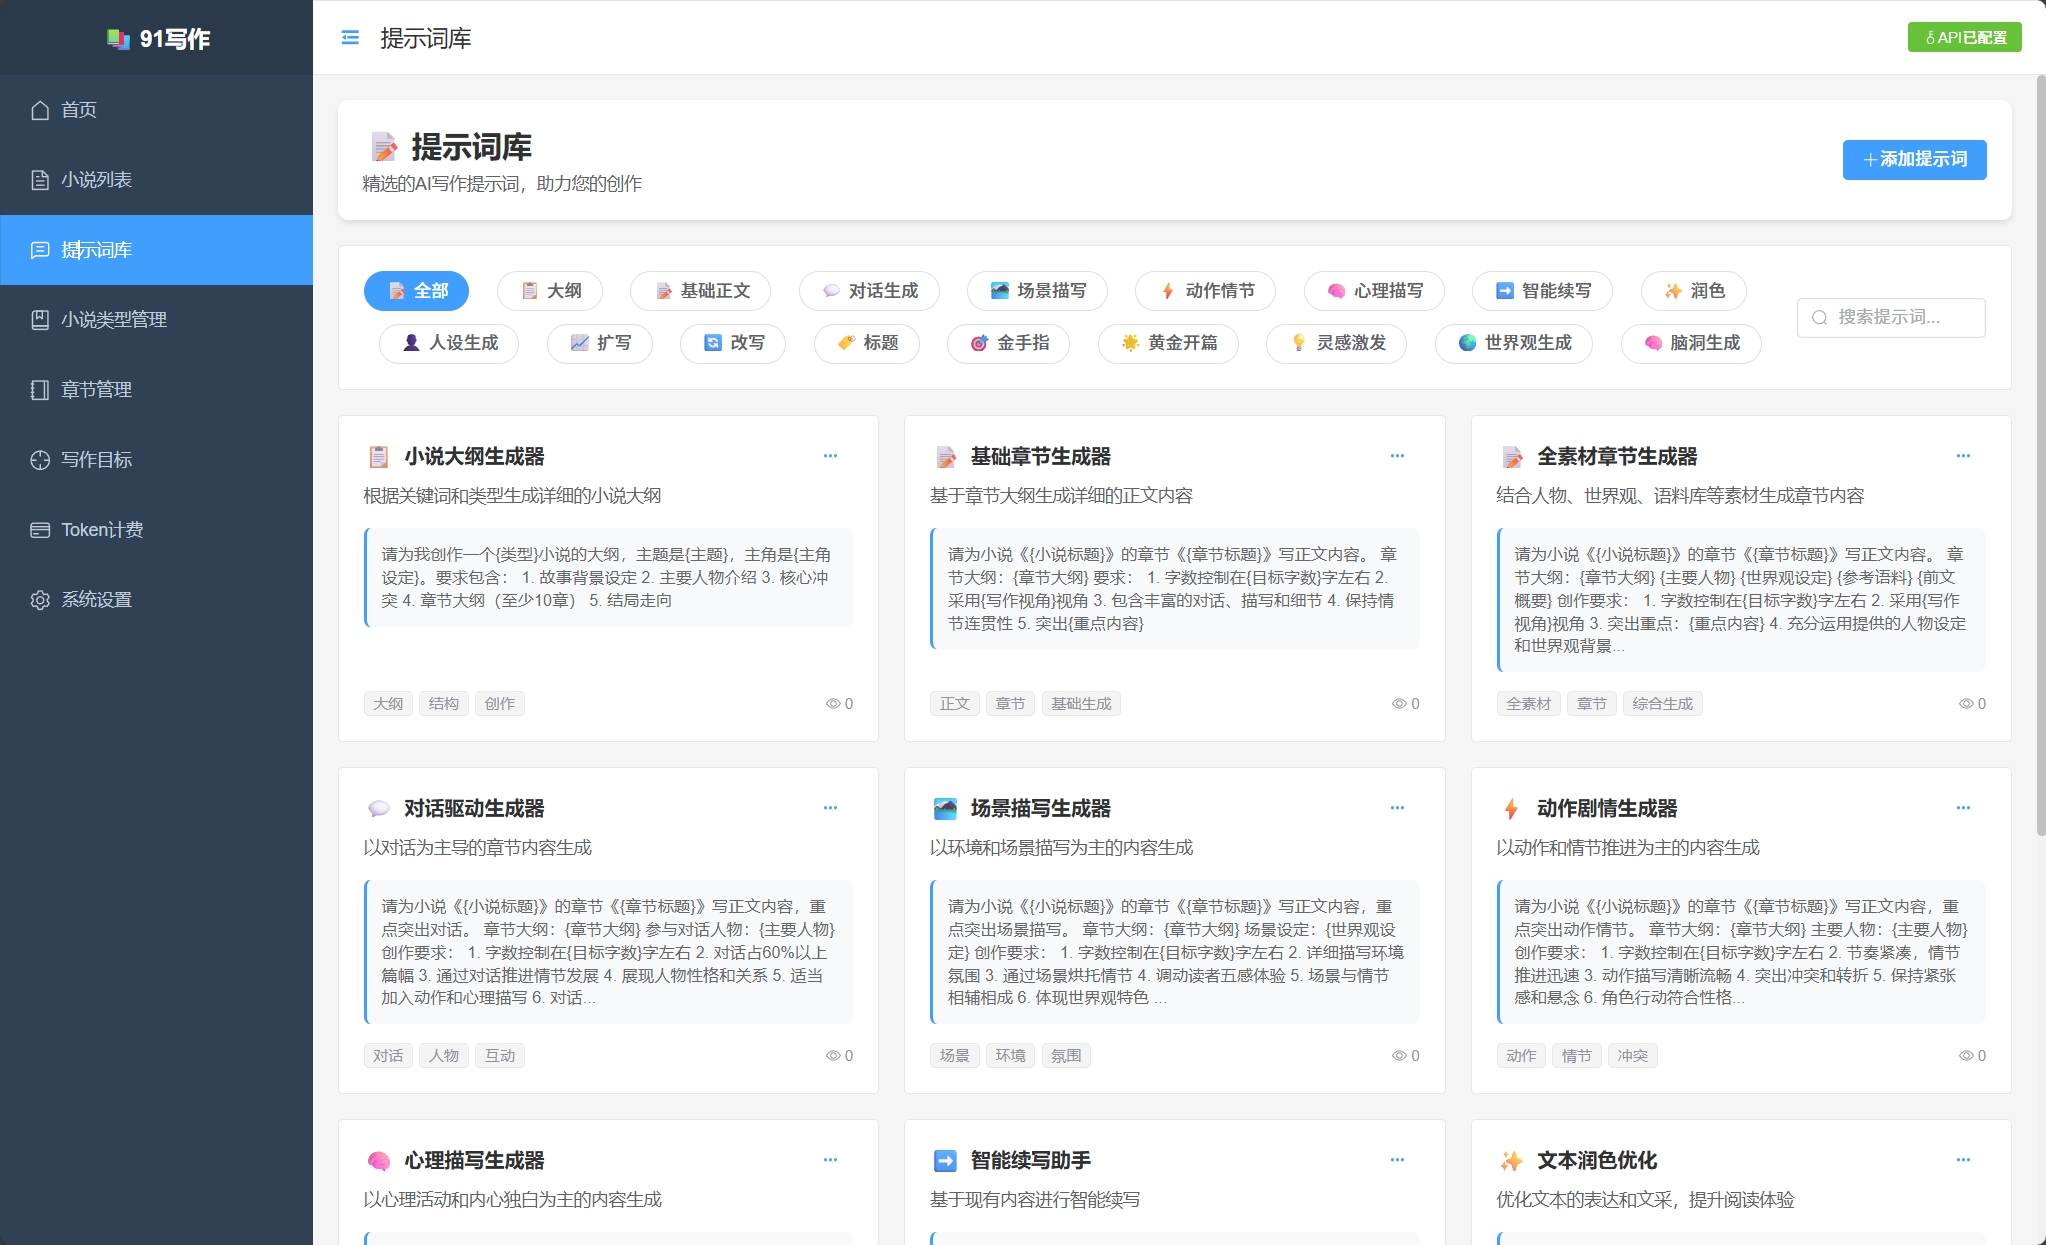 91写作
首页
小说列表
提示词库
小说类型管理
章节管理
写作目标
Token计费
系统设置
提示词库
API已配置
提示词库
精选的AI写作提示词，助力您的创作
添加提示词
全部 大纲 基础正文 对话生成 场景描写 动作情节 心理描写 智能续写 润色
人设生成 扩写 改写 标题 金手指 黄金开篇 灵感激发 世界观生成 脑洞生成
搜索提示词...
小说大纲生成器
根据关键词和类型生成详细的小说大纲
请为我创作一个{类型}小说的大纲，主题是{主题}，主角是{主角
设定}。要求包含： 1. 故事背景设定 2. 主要人物介绍 3. 核心冲
突 4. 章节大纲（至少10章） 5. 结局走向
大纲 结构 创作 0
基础章节生成器
基于章节大纲生成详细的正文内容
请为小说《{小说标题}》的章节《{章节标题}》写正文内容。 章
节大纲：{章节大纲} 要求： 1. 字数控制在{目标字数}字左右 2.
采用{写作视角}视角 3. 包含丰富的对话、描写和细节 4. 保持情
节连贯性 5. 突出{重点内容}
正文 章节 基础生成 0
全素材章节生成器
结合人物、世界观、语料库等素材生成章节内容
请为小说《{小说标题}》的章节《{章节标题}》写正文内容。 章
节大纲：{章节大纲} {主要人物} {世界观设定} {参考语料} {前文
概要} 创作要求： 1. 字数控制在{目标字数}字左右 2. 采用{写作
视角}视角 3. 突出重点：{重点内容} 4. 充分运用提供的人物设定
和世界观背景...
全素材 章节 综合生成 0
对话驱动生成器
以对话为主导的章节内容生成
请为小说《{小说标题}》的章节《{章节标题}》写正文内容，重
点突出对话。 章节大纲：{章节大纲} 参与对话人物：{主要人物}
创作要求： 1. 字数控制在{目标字数}字左右 2. 对话占60%以上
篇幅 3. 通过对话推进情节发展 4. 展现人物性格和关系 5. 适当
加入动作和心理描写 6. 对话...
对话 人物 互动 0
场景描写生成器
以环境和场景描写为主的内容生成
请为小说《{小说标题}》的章节《{章节标题}》写正文内容，重
点突出场景描写。 章节大纲：{章节大纲} 场景设定：{世界观设
定} 创作要求： 1. 字数控制在{目标字数}字左右 2. 详细描写环境
氛围 3. 通过场景烘托情节 4. 调动读者五感体验 5. 场景与情节
相辅相成 6. 体现世界观特色 ...
场景 环境 氛围 0
动作剧情生成器
以动作和情节推进为主的内容生成
请为小说《{小说标题}》的章节《{章节标题}》写正文内容，重
点突出动作情节。 章节大纲：{章节大纲} 主要人物：{主要人物}
创作要求： 1. 字数控制在{目标字数}字左右 2. 节奏紧凑，情节
推进迅速 3. 动作描写清晰流畅 4. 突出冲突和转折 5. 保持紧张
感和悬念 6. 角色行动符合性格...
动作 情节 冲突 0
心理描写生成器
以心理活动和内心独白为主的内容生成
智能续写助手
基于现有内容进行智能续写
文本润色优化
优化文本的表达和文采，提升阅读体验